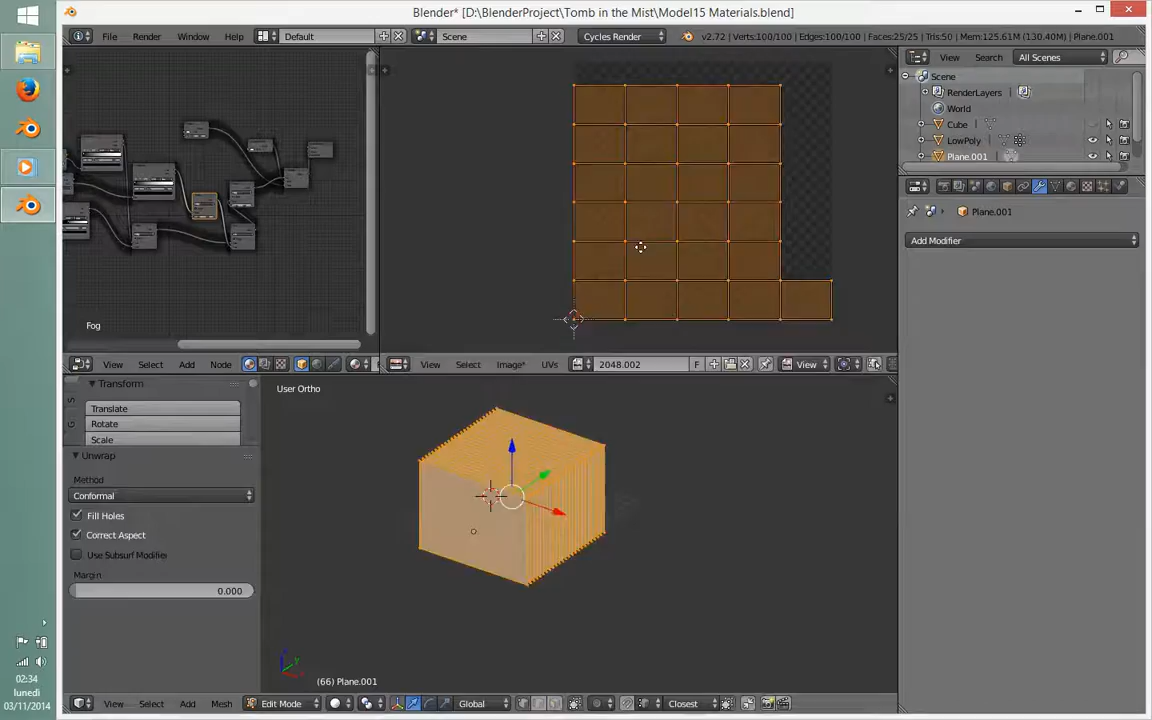 Blender* [D:\BlenderProject\Tomb in the Mist\Model15 Materials.blend]
File Render Window Help Default Scene Cycles Render v2.72 | Verts:100/100 | Edges:100/100 | Faces:25/25 | Tris:50 | Mem:125.61M (130.40M) | Plane.001
View Search All Scenes
Scene
RenderLayers
World
Cube
LowPoly
Plane.001
Plane.001
Add Modifier
Fog
View Select Add Node
View Select Image* UVs 2048.002 F View
Transform
Translate
Rotate
Scale
Unwrap
Method
Conformal
Fill Holes
Correct Aspect
Use Subsurf Modifier
Margin
0.000
User Ortho
(66) Plane.001
View Select Add Mesh Edit Mode Global Closest
02:34
lunedì
03/11/2014